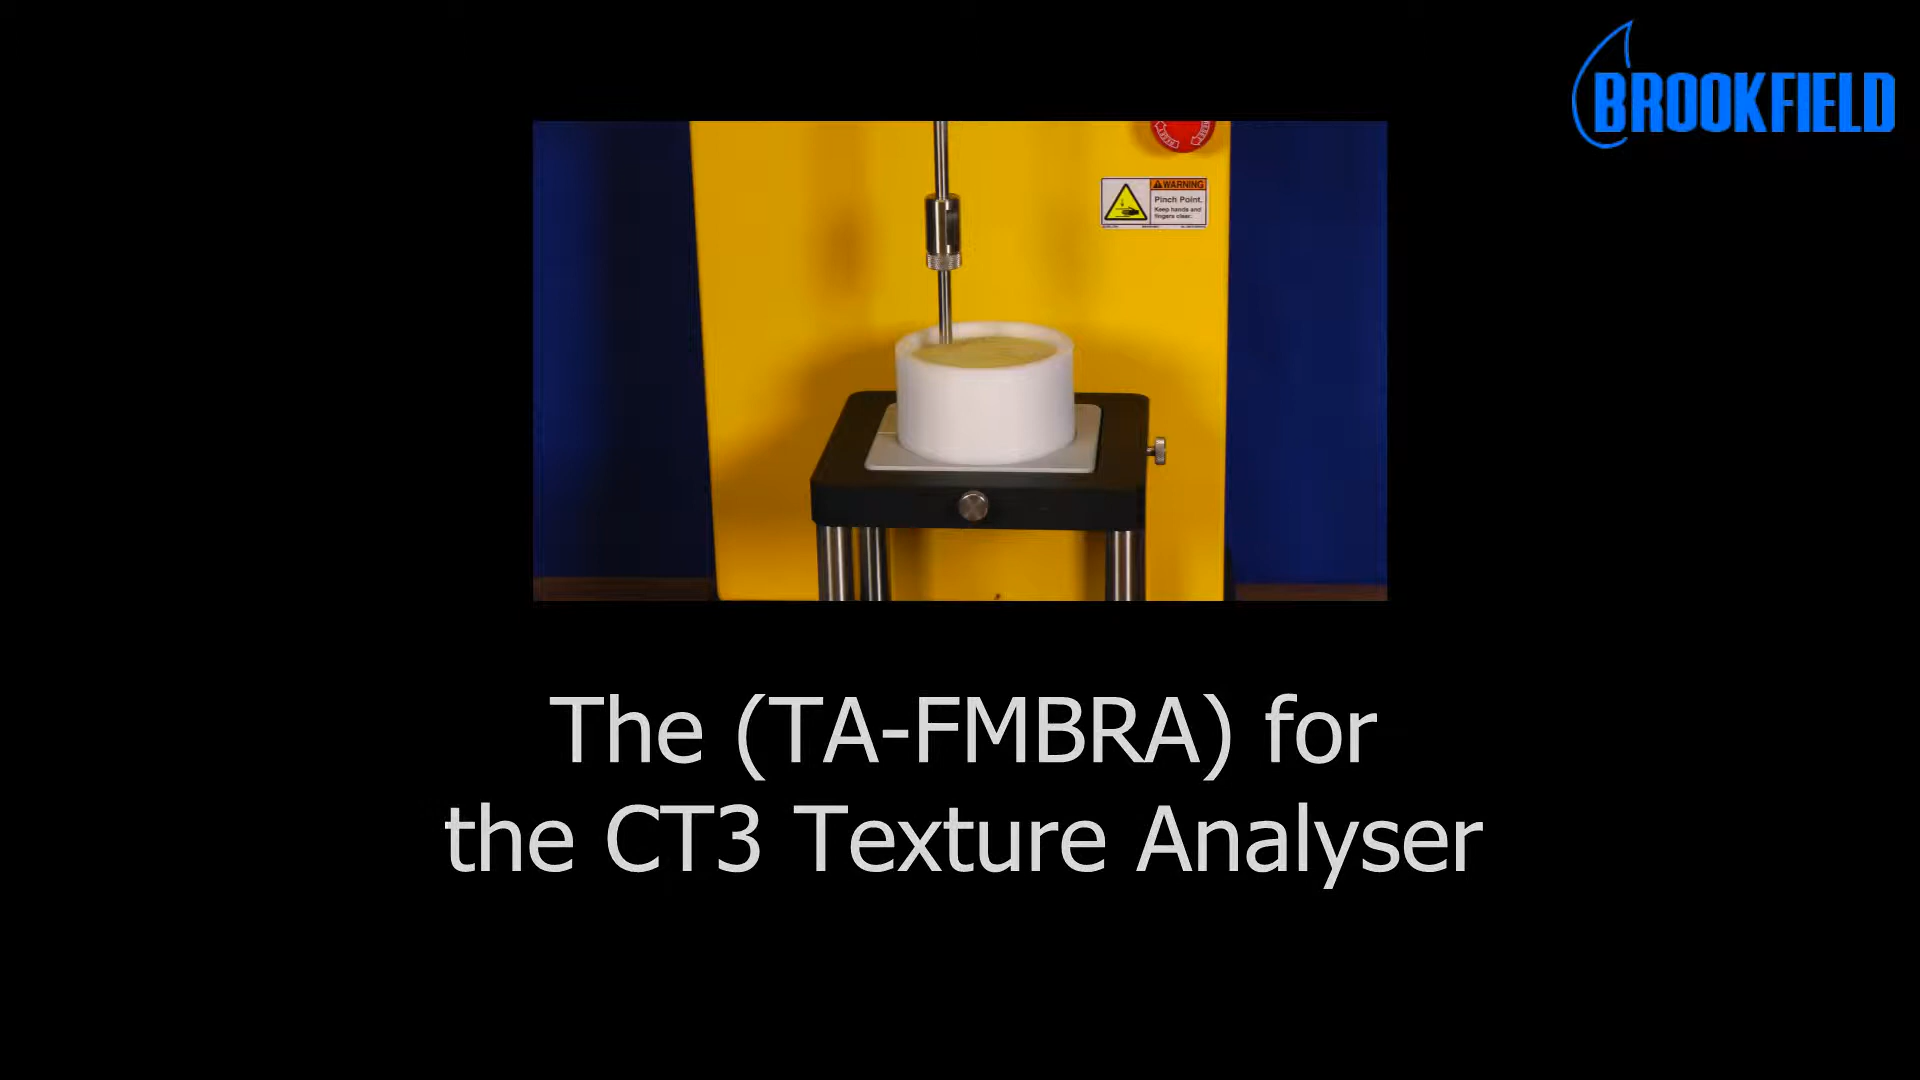 BROOKFIELD
WARNING
Pinch Point.
Keep hands and
fingers clear.
The (TA-FMBRA) for
the CT3 Texture Analyser